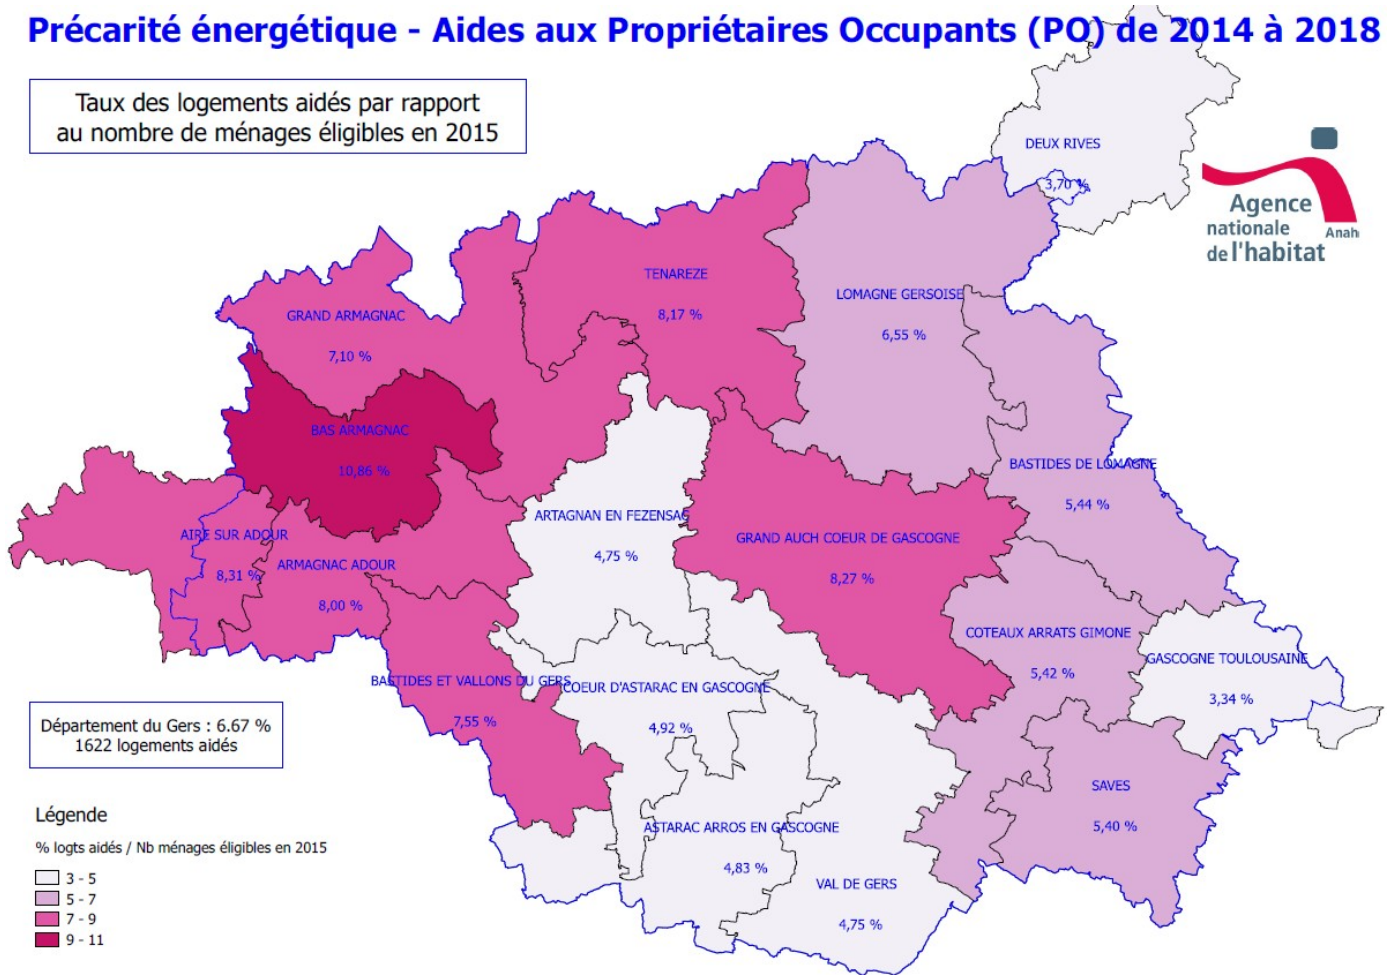 Précarité énergétique - Aides aux Propriétaires Occupants (PO) de 2014 à 2018
Taux des logements aidés par rapport
au nombre de ménages éligibles en 2015
DEUX RIVES
3,70 %
Agence
nationale
de l'habitat
Anah
TENAREZE
8,17 %
LOMAGNE GERSOISE
6,55 %
GRAND ARMAGNAC
7,10 %
BAS ARMAGNAC
10,86 %
BASTIDES DE LOMAGNE
5,44 %
ARTAGNAN EN FEZENSAC
4,75 %
GRAND AUCH COEUR DE GASCOGNE
8,27 %
AIRE SUR ADOUR
8,31 %
ARMAGNAC ADOUR
8,00 %
COTEAUX ARRATS GIMONE
5,42 %
GASCOGNE TOULOUSAINE
3,34 %
BASTIDES ET VALLONS DU GERS
7,55 %
COEUR D'ASTARAC EN GASCOGNE
4,92 %
Département du Gers : 6.67 %
1622 logements aidés
SAVES
5,40 %
ASTARAC ARROS EN GASCOGNE
4,83 %
VAL DE GERS
4,75 %
Légende
% logts aidés / Nb ménages éligibles en 2015
3 - 5
5 - 7
7 - 9
9 - 11